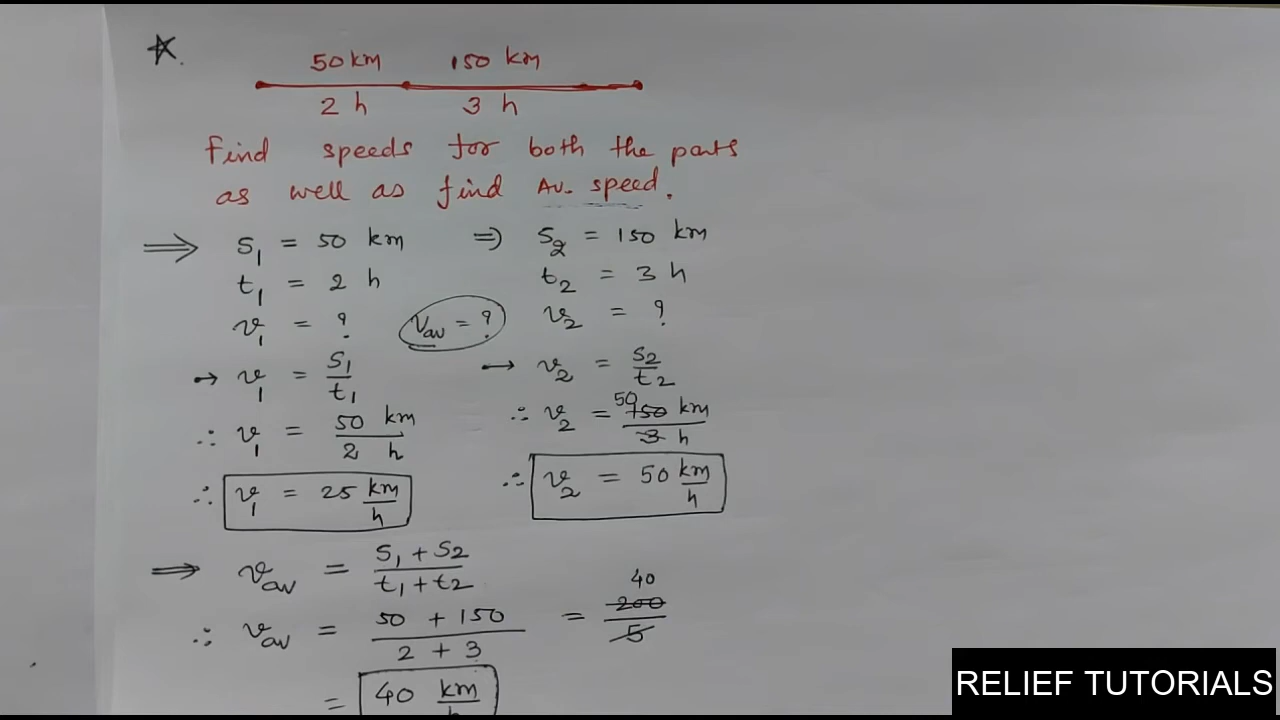 50 km 150 km
2 h 3 h
Find speeds for both the parts
as well as find Av. speed.
⟹ S₁ = 50 km ⇒ S₂ = 150 km
t₁ = 2 h t₂ = 3 h
v₁ = ? Vav = ? v₂ = ?
→ v₁ = S₁/t₁ → v₂ = S₂/t₂
∴ v₁ = 50 km / 2 h ∴ v₂ = 50 150 km / 3 h
∴ v₁ = 25 km/h ∴ v₂ = 50 km/h
⟹ vav = S₁ + S₂ / t₁ + t₂
∴ vav = 50 + 150 / 2 + 3 = 40 200 / 5
= 40 km/h
RELIEF TUTORIALS